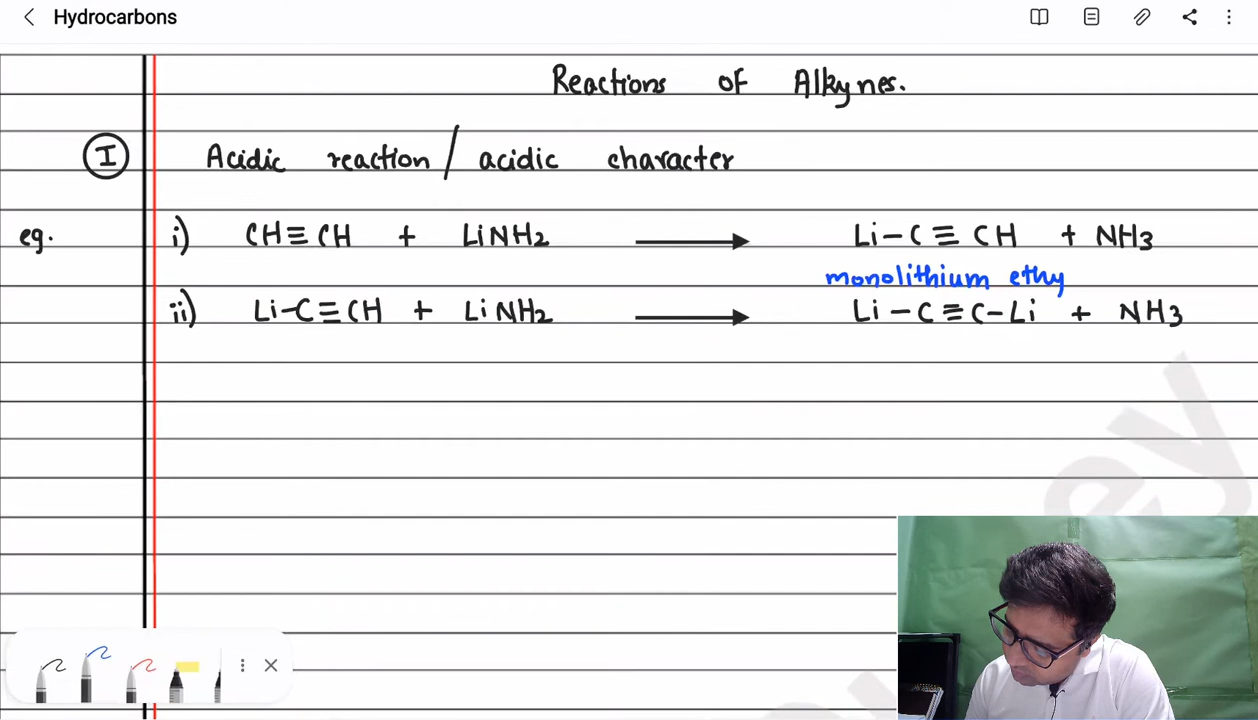 Hydrocarbons
Reactions of Alkynes.
I Acidic reaction / acidic character
eg. i) CH≡CH + LiNH2 ⟶ Li-C≡CH + NH3
monolithium ethy
ii) Li-C≡CH + LiNH2 ⟶ Li-C≡C-Li + NH3
ey